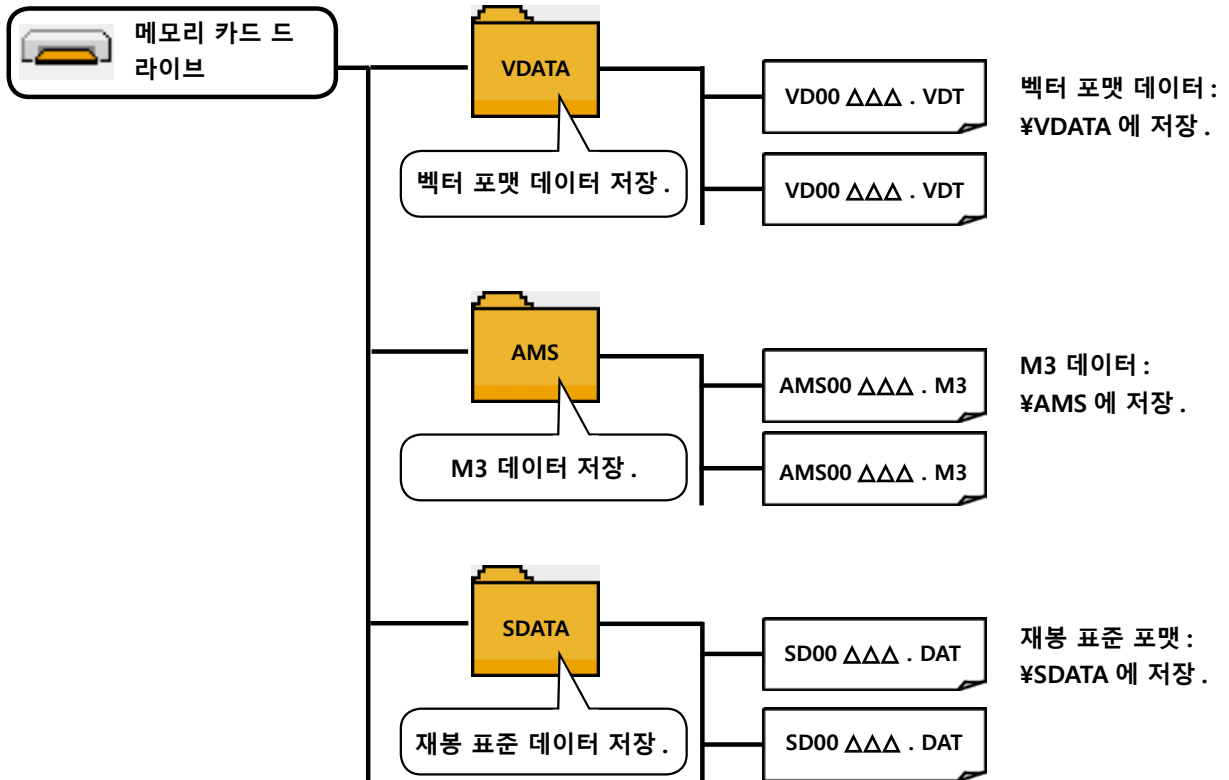 메모리 카드 드
라이브
VDATA
벡터 포맷 데이터 저장 .
VD00 △△△ . VDT
VD00 △△△ . VDT
벡터 포맷 데이터 :
¥VDATA 에 저장 .
AMS
M3 데이터 저장 .
AMS00 △△△ . M3
AMS00 △△△ . M3
M3 데이터 :
¥AMS 에 저장 .
SDATA
재봉 표준 데이터 저장 .
SD00 △△△ . DAT
SD00 △△△ . DAT
재봉 표준 포맷 :
¥SDATA 에 저장 .